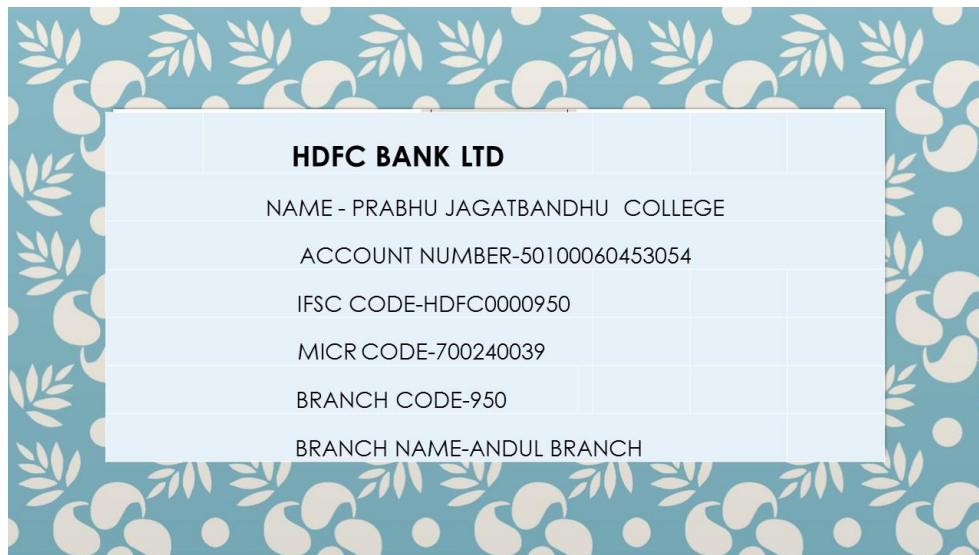 HDFC BANK LTD
NAME - PRABHU JAGATBANDHU COLLEGE
ACCOUNT NUMBER-50100060453054
IFSC CODE-HDFC0000950
MICR CODE-700240039
BRANCH CODE-950
BRANCH NAME-ANDUL BRANCH